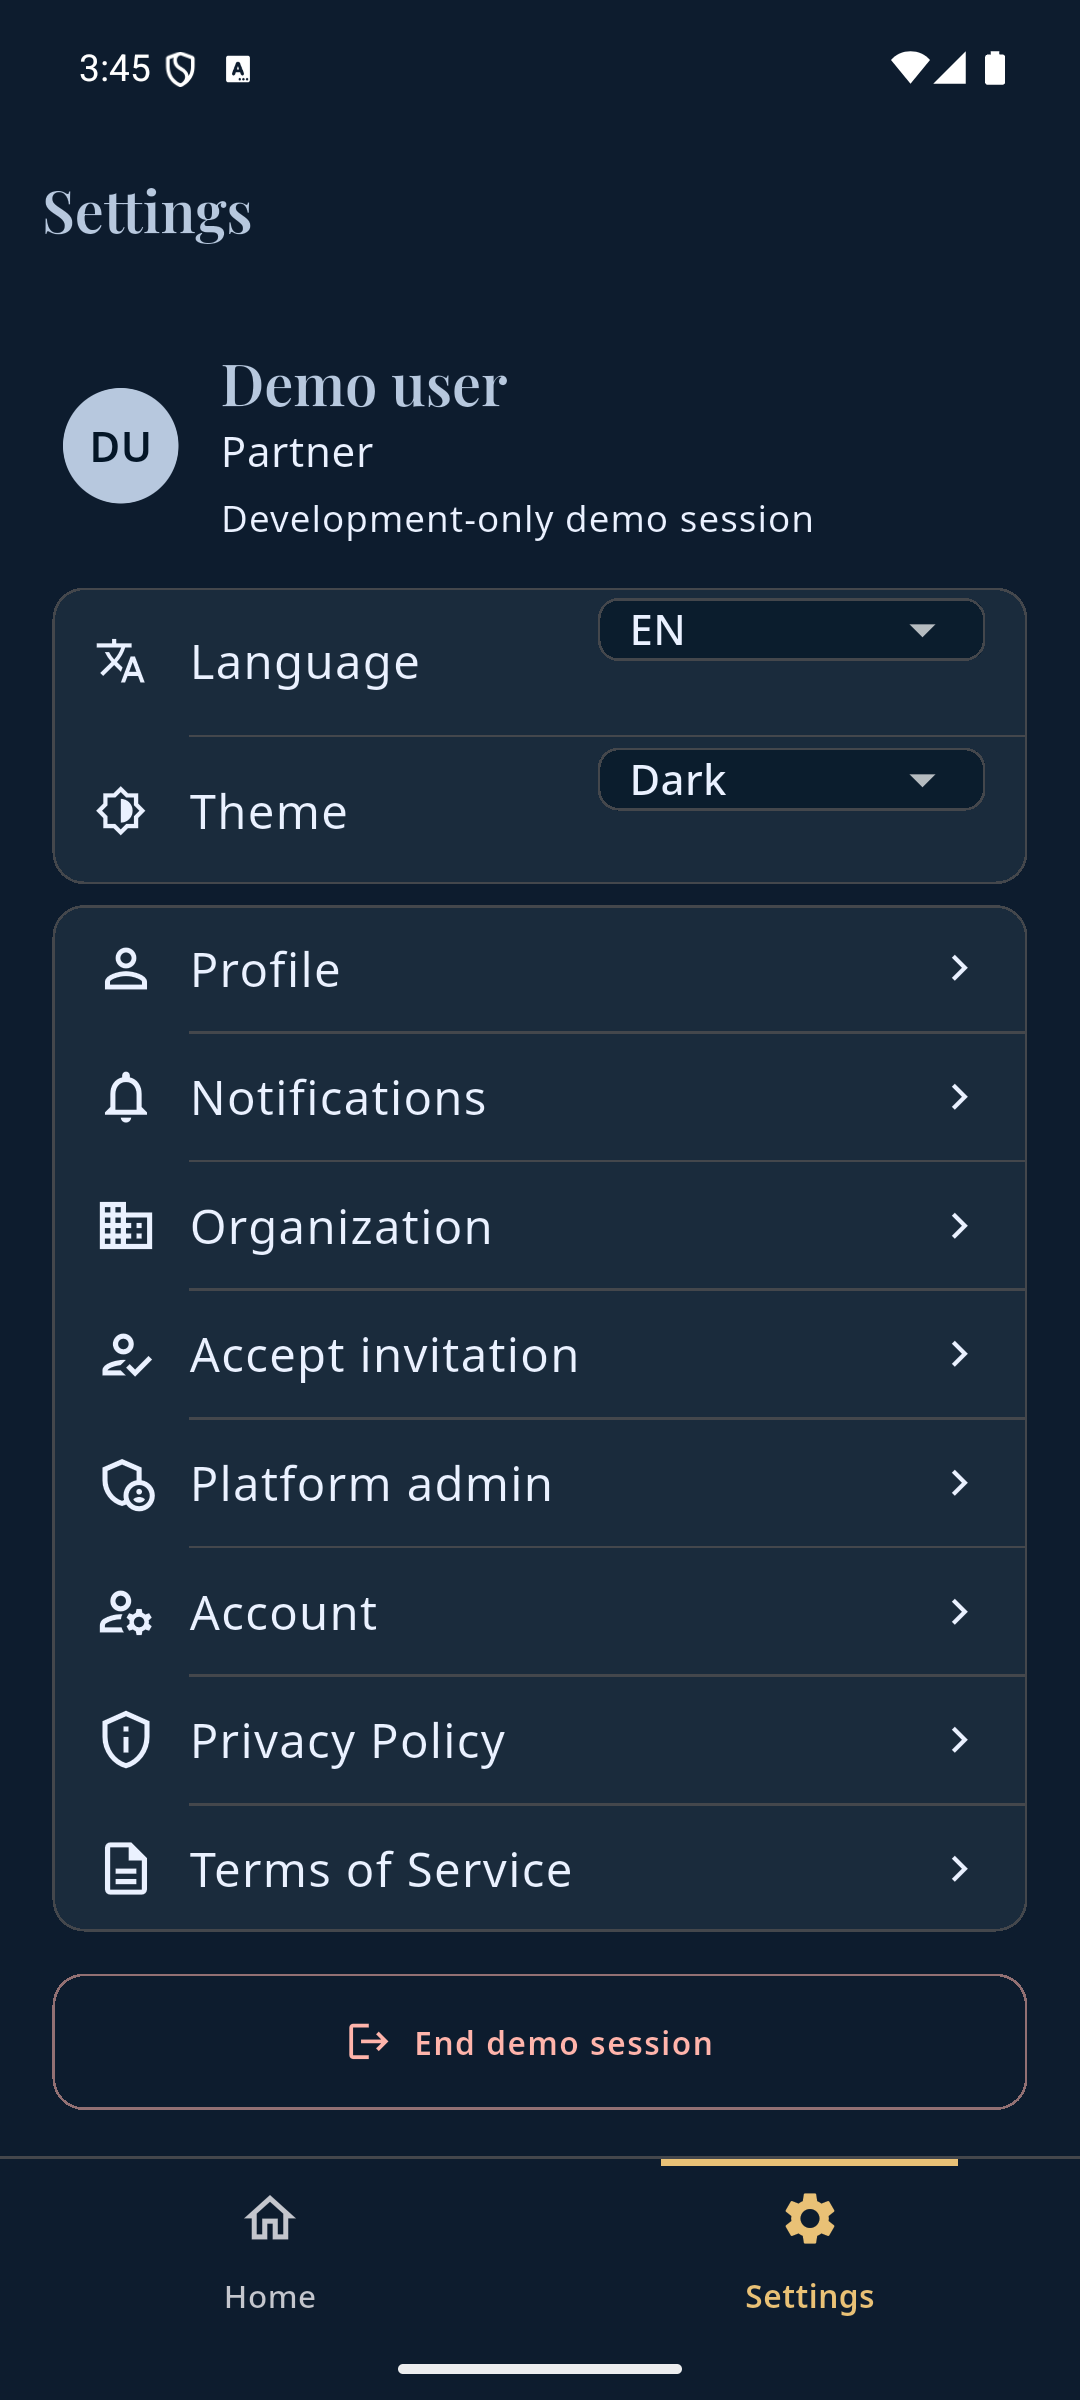 3:45
Settings
DU
Demo user
Partner
Development-only demo session
Language
EN
Theme
Dark
Profile
Notifications
Organization
Accept invitation
Platform admin
Account
Privacy Policy
Terms of Service
End demo session
Home
Settings